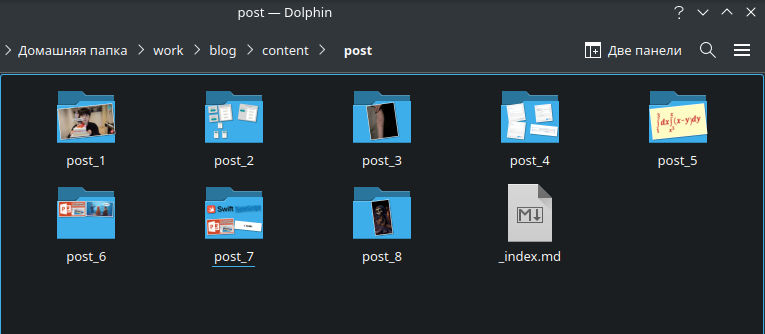 post — Dolphin
Домашняя папка work blog content post Две панели
post_1 post_2 post_3 post_4 post_5
post_6 post_7 post_8 _index.md
Swift